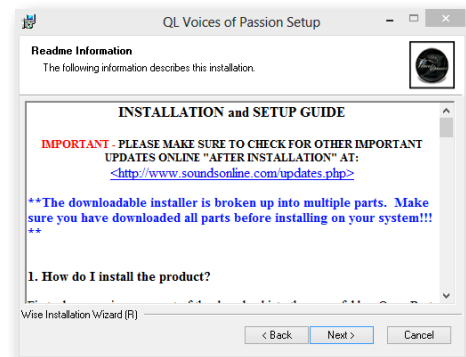 QL Voices of Passion Setup
Readme Information
The following information describes this installation.
INSTALLATION and SETUP GUIDE
IMPORTANT - PLEASE MAKE SURE TO CHECK FOR OTHER IMPORTANT
UPDATES ONLINE "AFTER INSTALLATION" AT:
<http://www.soundsonline.com/updates.php>
**The downloadable installer is broken up into multiple parts. Make
sure you have downloaded all parts before installing on your system!!!
**
1. How do I install the product?
Wise Installation Wizard (R)
< Back
Next >
Cancel